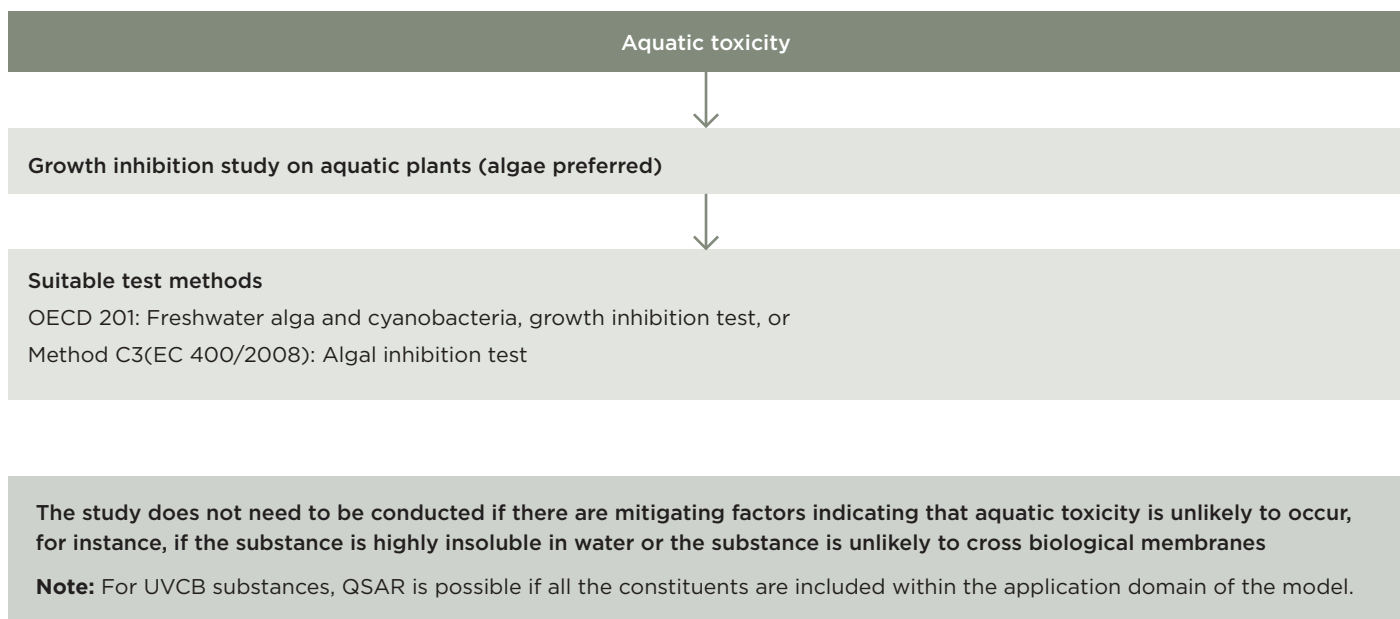 Aquatic toxicity
Growth inhibition study on aquatic plants (algae preferred)
Suitable test methods
OECD 201: Freshwater alga and cyanobacteria, growth inhibition test, or
Method C3(EC 400/2008): Algal inhibition test
The study does not need to be conducted if there are mitigating factors indicating that aquatic toxicity is unlikely to occur,
for instance, if the substance is highly insoluble in water or the substance is unlikely to cross biological membranes
Note: For UVCB substances, QSAR is possible if all the constituents are included within the application domain of the model.